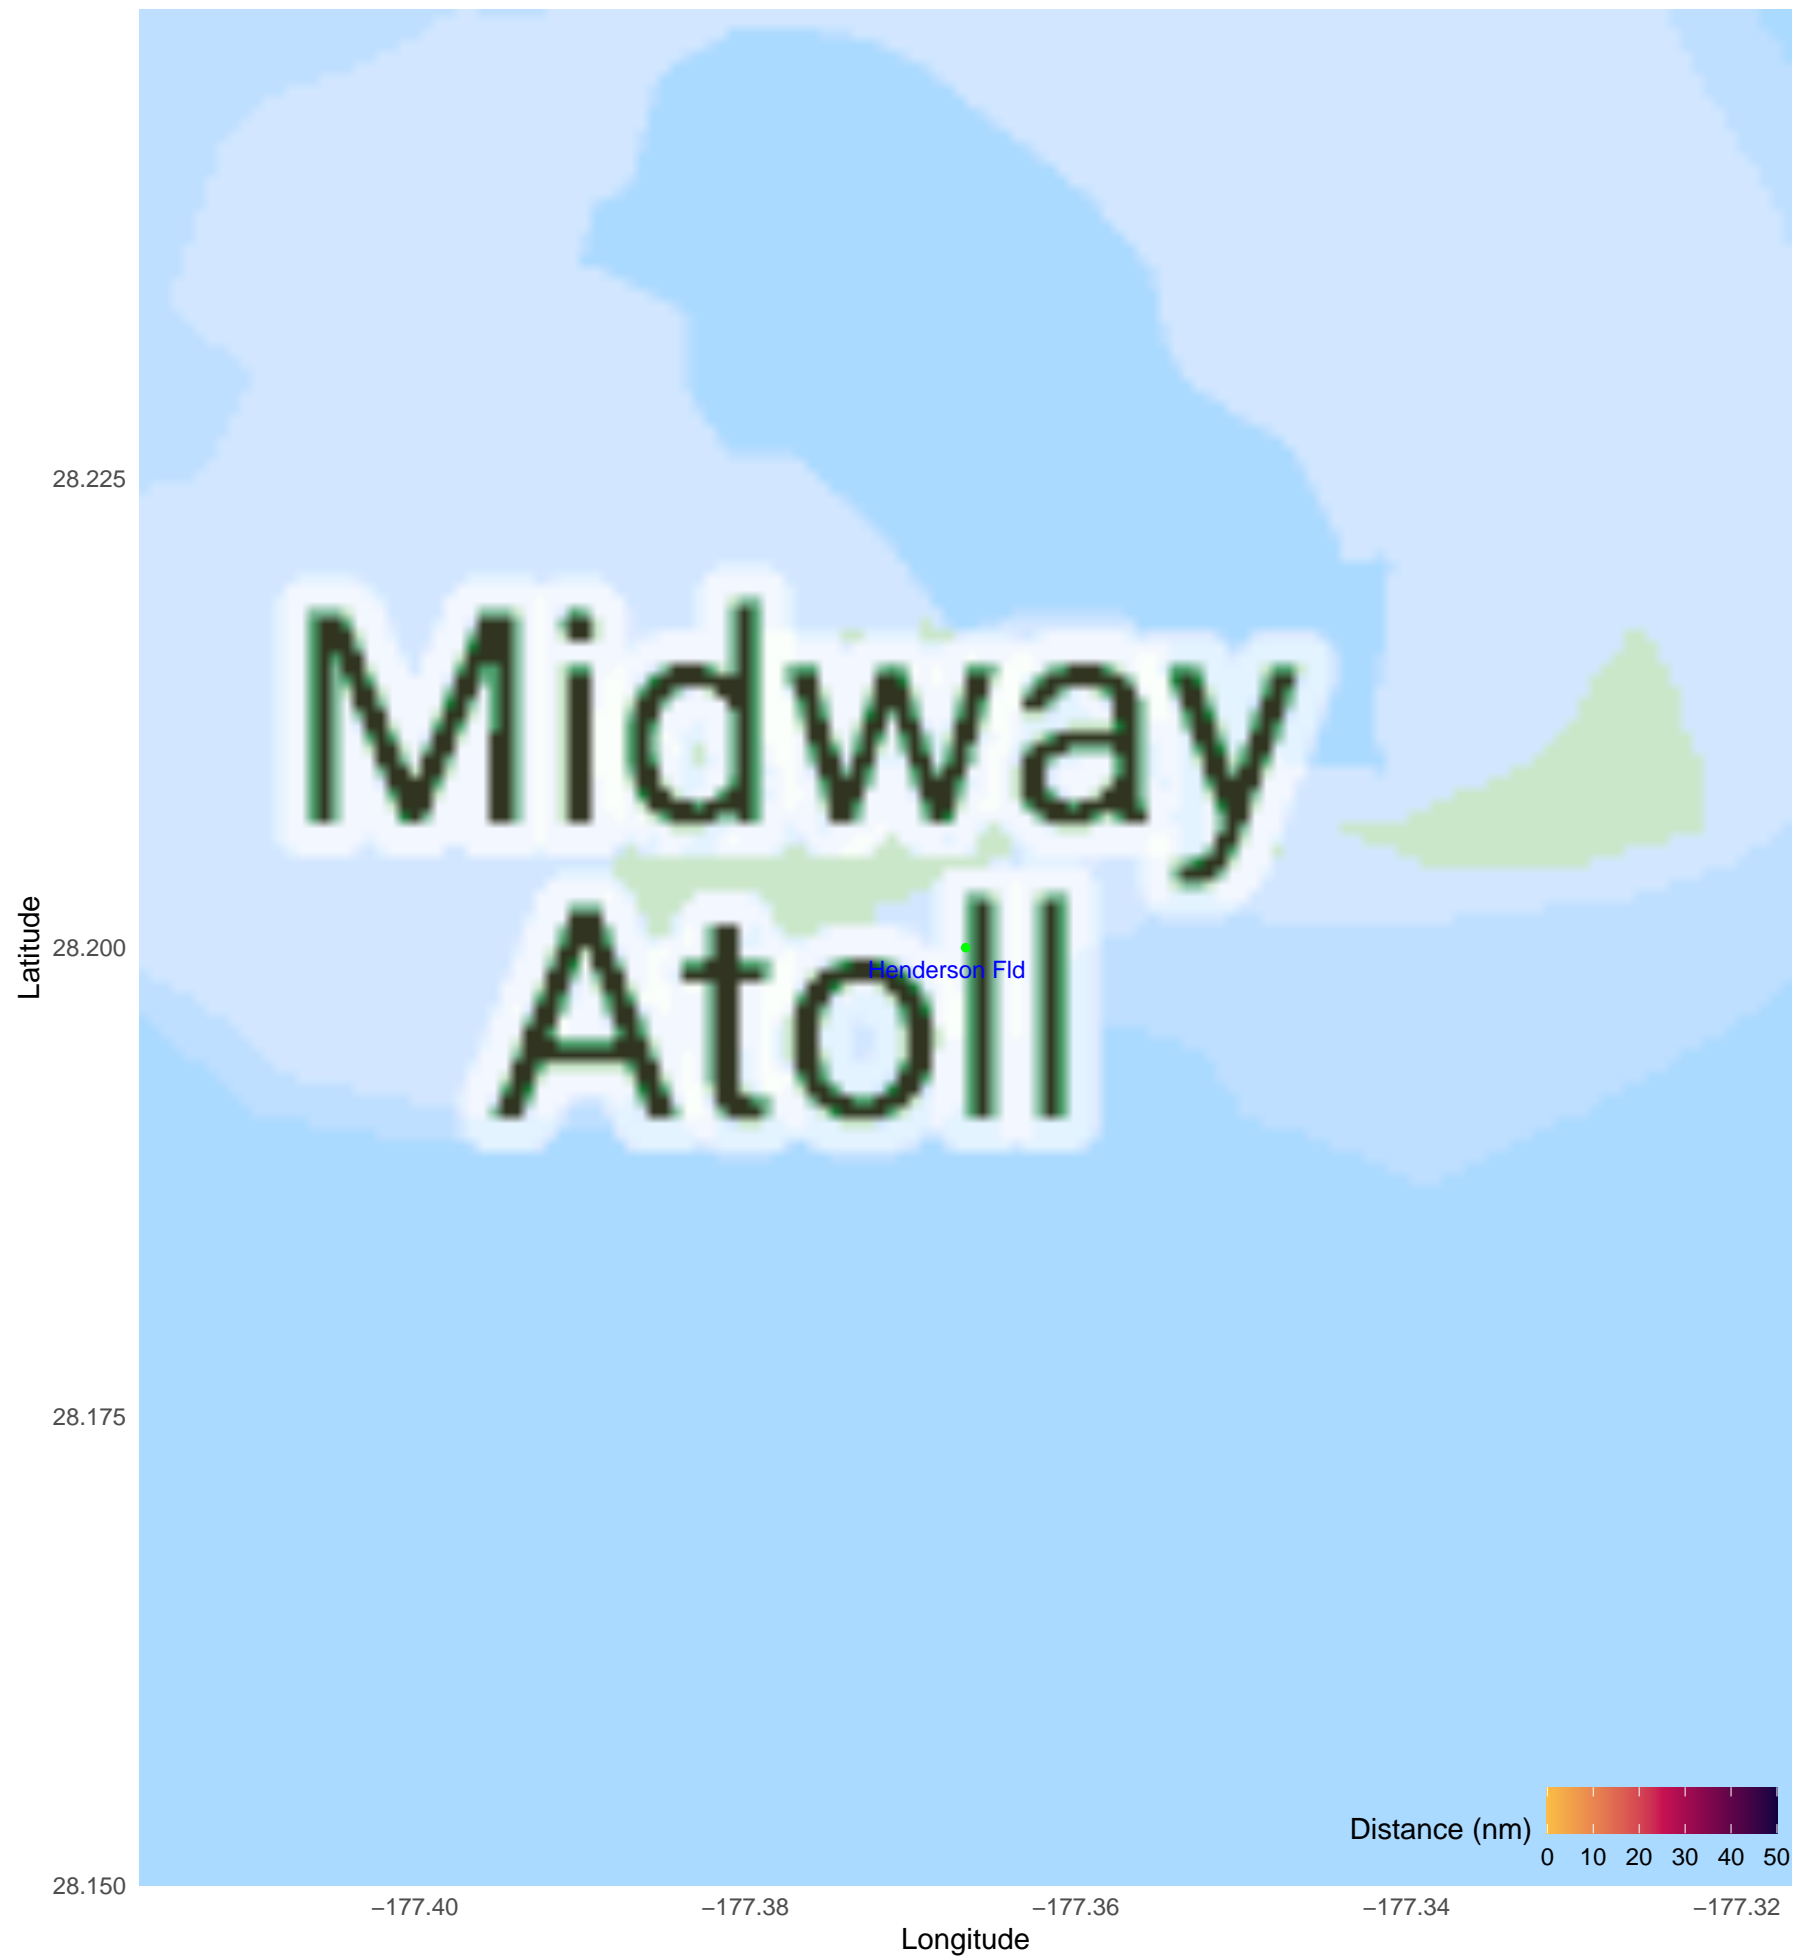 28.225
Midway
Atoll
28.200
Henderson Fld
Latitude
28.175
Distance (nm)
0 10 20 30 40 50
28.150
−177.40 −177.38 −177.36 −177.34 −177.32
Longitude